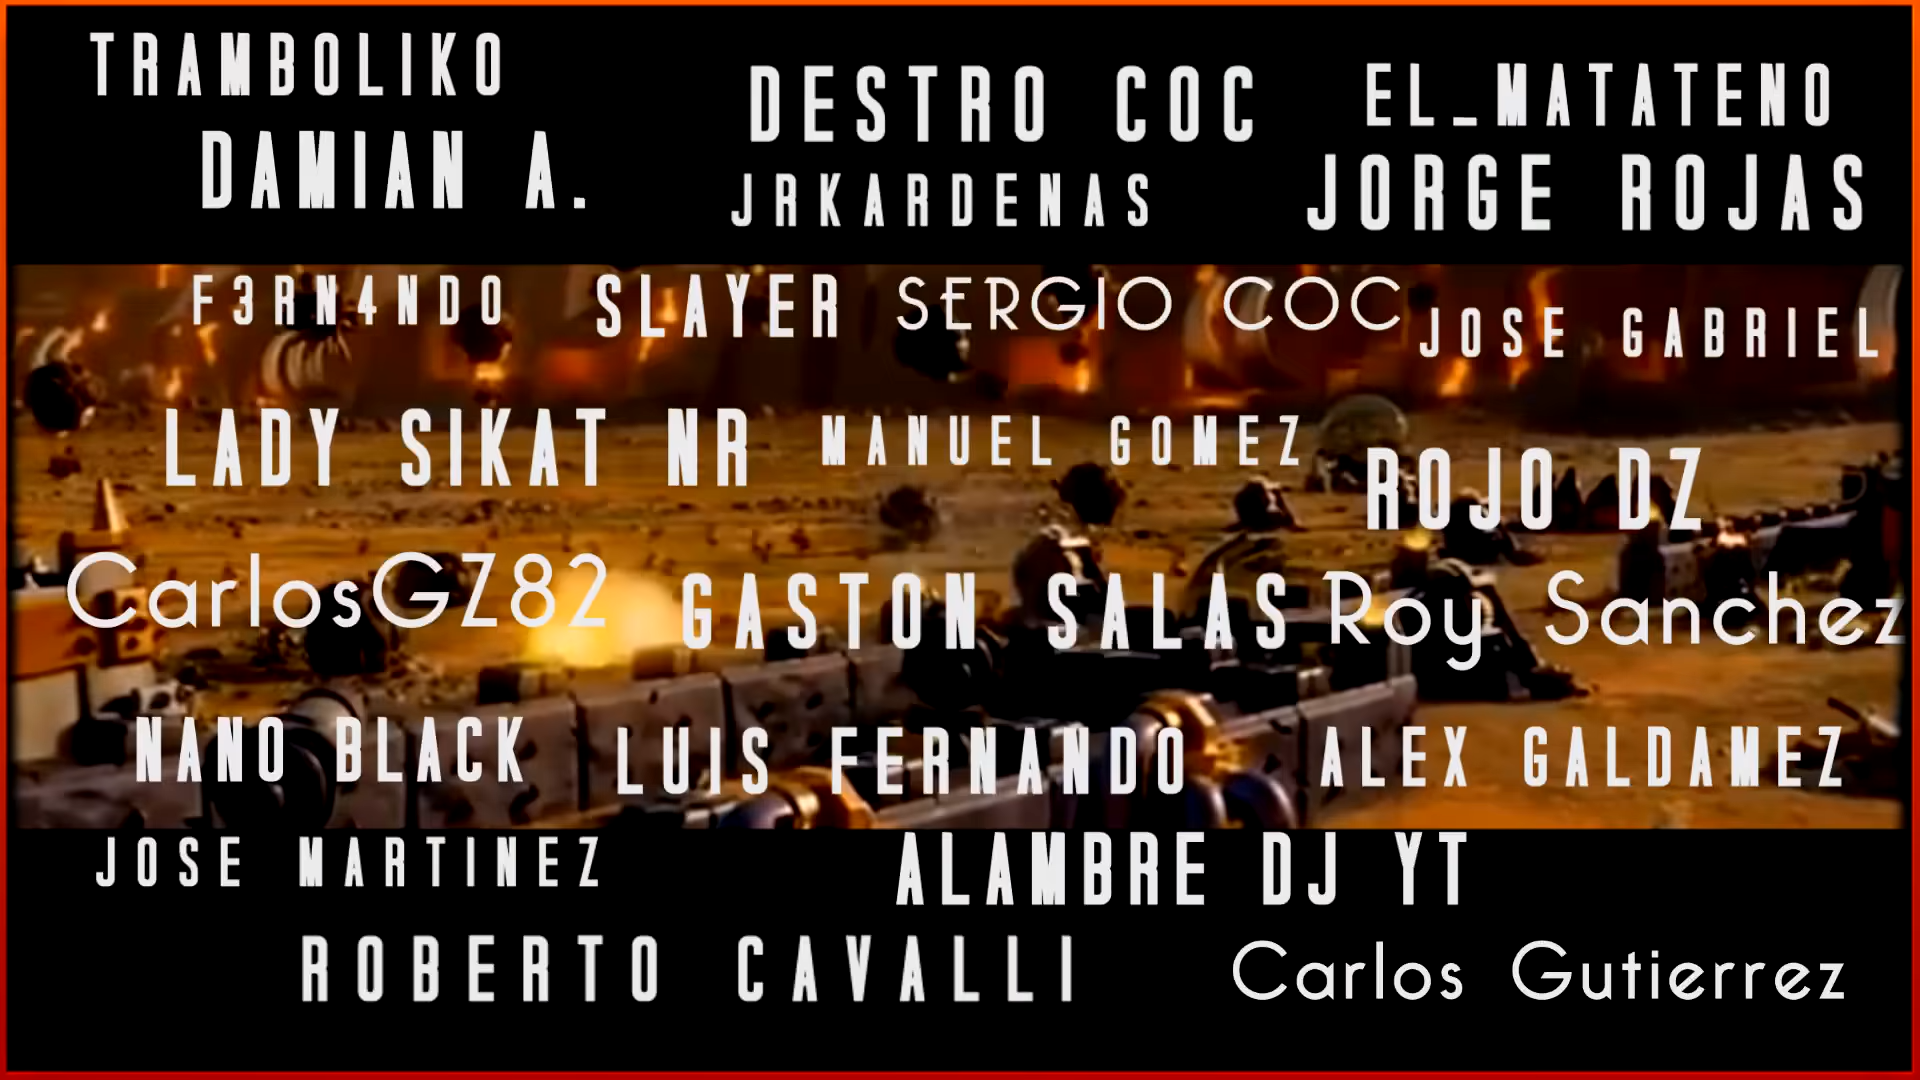 TRAMBOLIKO
DESTRO COC
EL_MATATENO
DAMIAN A.
JRKARDENAS
JORGE ROJAS
F3RN4NDO
SLAYER
SERGIO COC
JOSE GABRIEL
LADY SIKAT NR
MANUEL GOMEZ
ROJO DZ
CarlosGZ82
GASTON SALAS
Roy Sanchez
NANO BLACK
LUIS FERNANDO
ALEX GALDAMEZ
JOSE MARTINEZ
ALAMBRE DJ YT
ROBERTO CAVALLI
Carlos Gutierrez